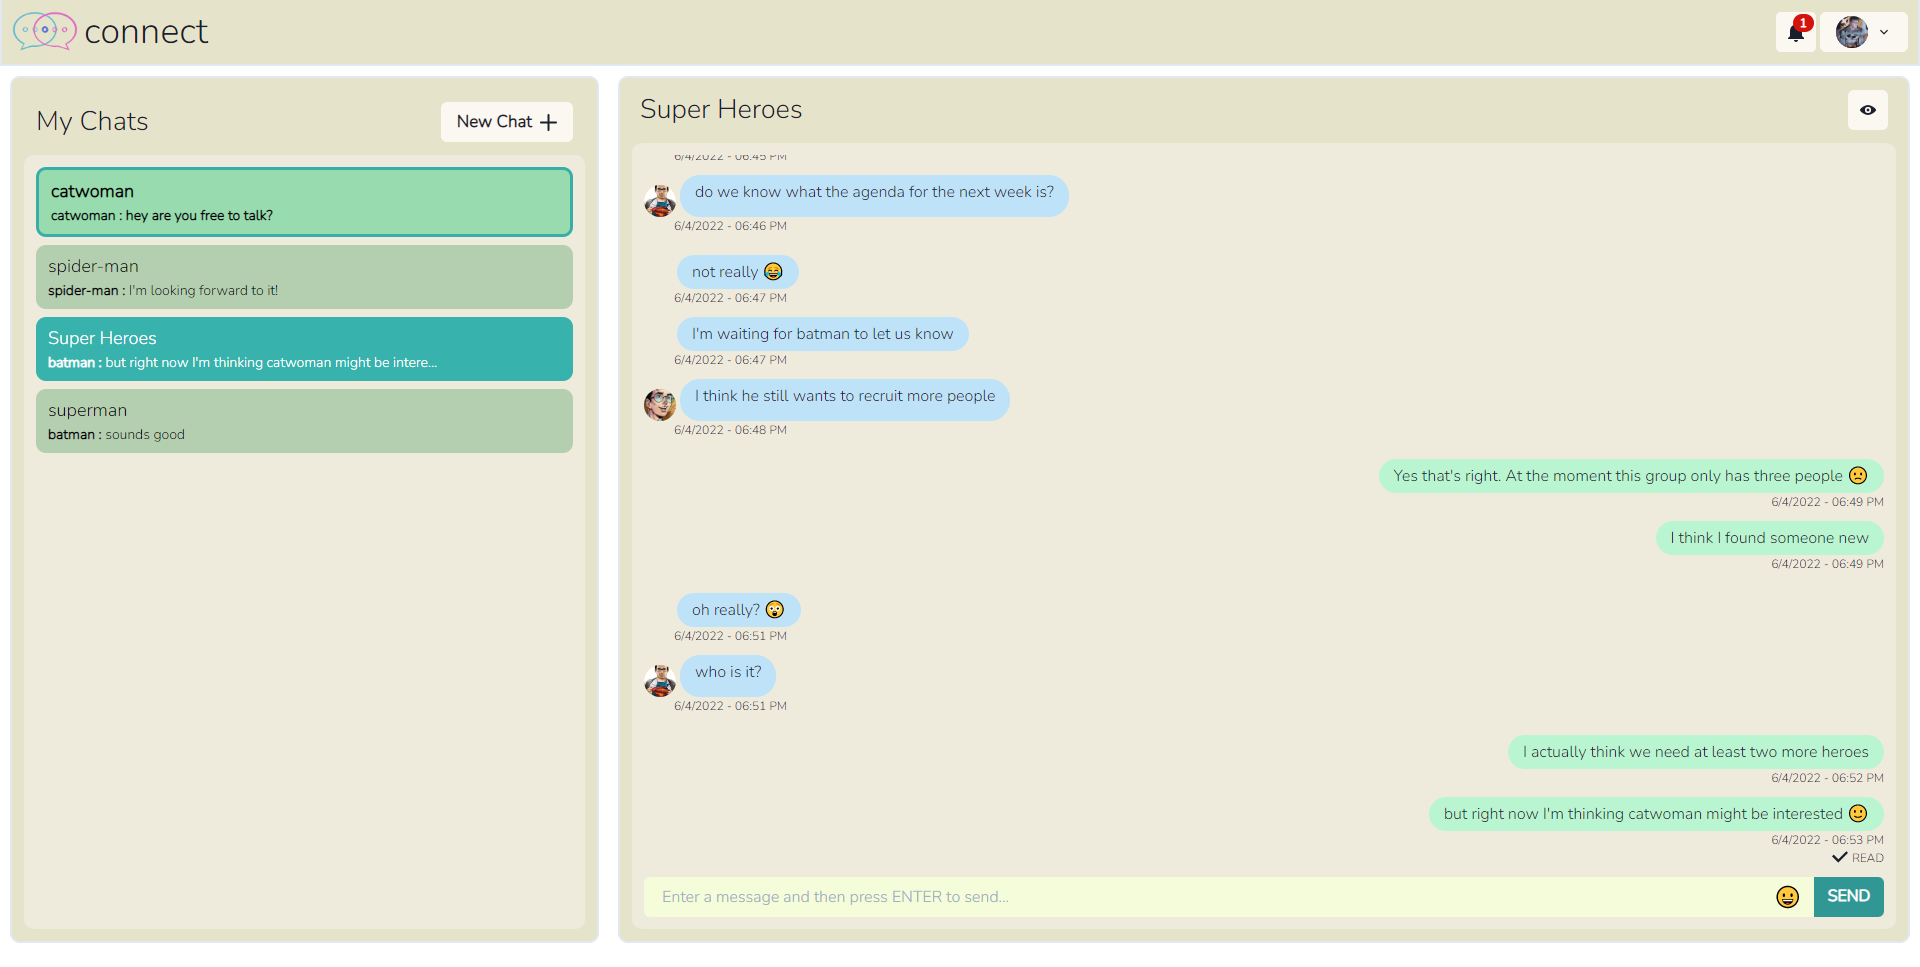 connect
1
My Chats
New Chat
catwoman
catwoman : hey are you free to talk?
spider-man
spider-man : I'm looking forward to it!
Super Heroes
batman : but right now I'm thinking catwoman might be intere...
superman
batman : sounds good
Super Heroes
6/4/2022 - 06:45 PM
do we know what the agenda for the next week is?
6/4/2022 - 06:46 PM
not really 😂
6/4/2022 - 06:47 PM
I'm waiting for batman to let us know
6/4/2022 - 06:47 PM
I think he still wants to recruit more people
6/4/2022 - 06:48 PM
Yes that's right. At the moment this group only has three people 🙁
6/4/2022 - 06:49 PM
I think I found someone new
6/4/2022 - 06:49 PM
oh really? 😲
6/4/2022 - 06:51 PM
who is it?
6/4/2022 - 06:51 PM
I actually think we need at least two more heroes
6/4/2022 - 06:52 PM
but right now I'm thinking catwoman might be interested 🙂
6/4/2022 - 06:53 PM
READ
Enter a message and then press ENTER to send...
SEND